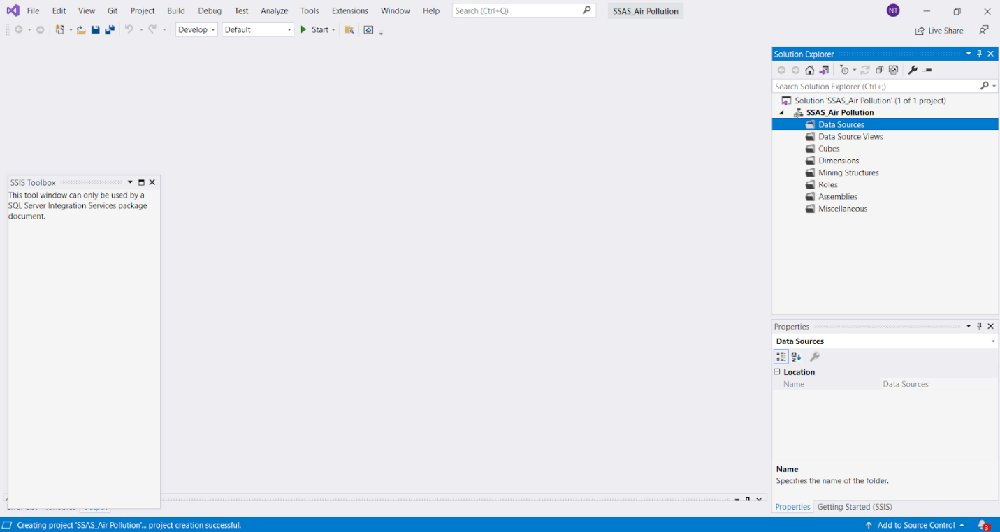 File Edit View Git Project Build Debug Test Analyze Tools Extensions Window Help Search (Ctrl+Q) SSAS_Air Pollution NT
Develop Default Start Live Share
Solution Explorer
Search Solution Explorer (Ctrl+;)
Solution 'SSAS_Air Pollution' (1 of 1 project)
SSAS_Air Pollution
Data Sources
Data Source Views
Cubes
Dimensions
Mining Structures
Roles
Assemblies
Miscellaneous
SSIS Toolbox
This tool window can only be used by a
SQL Server Integration Services package
document.
Properties
Data Sources
Location
Name Data Sources
Name
Specifies the name of the folder.
Properties Getting Started (SSIS)
Creating project 'SSAS_Air Pollution'... project creation successful. Add to Source Control 3